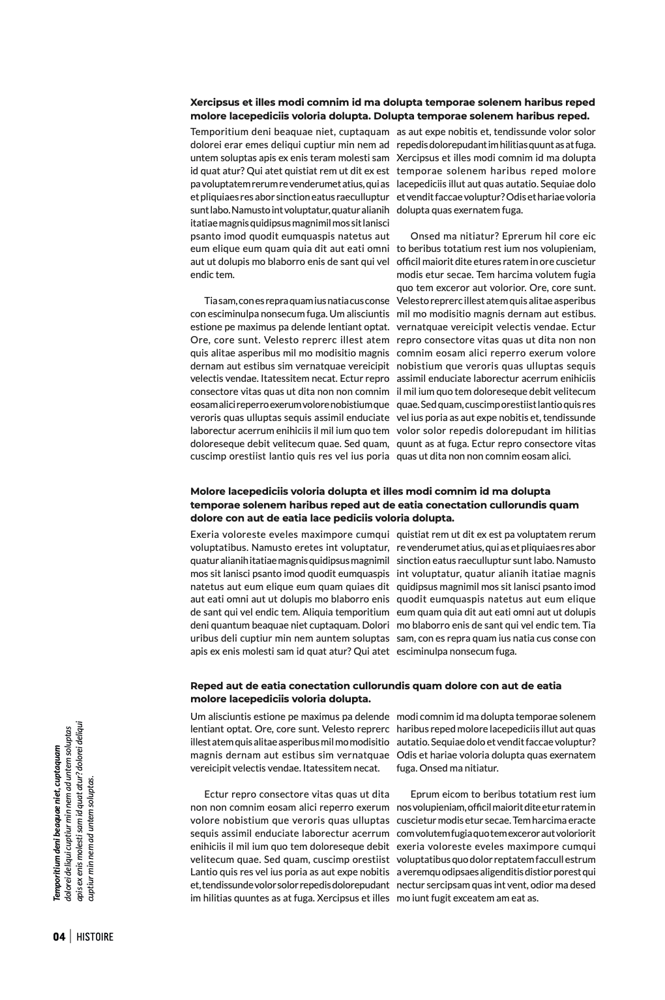 Xercipsus et illes modi comnim id ma dolupta temporae solenem haribus reped
molore lacepediciis voloria dolupta. Dolupta temporae solenem haribus reped.
Temporitium deni beaquae niet, cuptaquam
dolorei erar emes deliqui cuptiur min nem ad
untem soluptas apis ex enis teram molesti sam
id quat atur? Qui atet quistiat rem ut dit ex est
pa voluptatem rerum re venderumet atius, qui as
et pliquiaes res abor sinction eatus raeculluptur
sunt labo. Namusto int voluptatur, quatur alianih
itatiae magnis quidipsus magnimil mos sit lanisci
psanto imod quodit eumquaspis natetus aut
eum elique eum quam quia dit aut eati omni
aut ut dolupis mo blaborro enis de sant qui vel
endic tem.
Tia sam, con es repra quam ius natia cus conse
con esciminulpa nonsecum fuga. Um alisciuntis
estione pe maximus pa delende lentiant optat.
Ore, core sunt. Velesto reprerc illest atem
quis alitae asperibus mil mo modisitio magnis
dernam aut estibus sim vernatquae vereicipit
velectis vendae. Itatessitem necat. Ectur repro
consectore vitas quas ut dita non non comnim
eosam alici reperro exerum volore nobistium que
veroris quas ulluptas sequis assimil enduciate
laborectur acerrum enihiciis il mil ium quo tem
doloreseque debit velitecum quae. Sed quam,
cuscimp orestiist lantio quis res vel ius poria
as aut expe nobitis et, tendissunde volor solor
repedis dolorepudant im hilitias quunt as at fuga.
Xercipsus et illes modi comnim id ma dolupta
temporae solenem haribus reped molore
lacepediciis illut aut quas autatio. Sequiae dolo
et vendit faccae voluptur? Odis et hariae voloria
dolupta quas exernatem fuga.
Onsed ma nitiatur? Eprerum hil core eic
to beribus totatium rest ium nos volupieniam,
officil maiorit dite etures ratem in ore cuscietur
modis etur secae. Tem harcima volutem fugia
quo tem exceror aut volorior. Ore, core sunt.
Velesto reprerc illest atem quis alitae asperibus
mil mo modisitio magnis dernam aut estibus.
vernatquae vereicipit velectis vendae. Ectur
repro consectore vitas quas ut dita non non
comnim eosam alici reperro exerum volore
nobistium que veroris quas ulluptas sequis
assimil enduciate laborectur acerrum enihiciis
il mil ium quo tem doloreseque debit velitecum
quae. Sed quam, cuscimp orestiist lantio quis res
vel ius poria as aut expe nobitis et, tendissunde
volor solor repedis dolorepudant im hilitias
quunt as at fuga. Ectur repro consectore vitas
quas ut dita non non comnim eosam alici.
Molore lacepediciis voloria dolupta et illes modi comnim id ma dolupta
temporae solenem haribus reped aut de eatia conectation cullorundis quam
dolore con aut de eatia lace pediciis voloria dolupta.
Exeria voloreste eveles maximpore cumqui
voluptatibus. Namusto eretes int voluptatur,
quatur alianih itatiae magnis quidipsus magnimil
mos sit lanisci psanto imod quodit eumquaspis
natetus aut eum elique eum quam quiaes dit
aut eati omni aut ut dolupis mo blaborro enis
de sant qui vel endic tem. Aliquia temporitium
deni quantum beaquae niet cuptaquam. Dolori
uribus deli cuptiur min nem auntem soluptas
apis ex enis molesti sam id quat atur? Qui atet
quistiat rem ut dit ex est pa voluptatem rerum
re venderumet atius, qui as et pliquiaes res abor
sinction eatus raeculluptur sunt labo. Namusto
int voluptatur, quatur alianih itatiae magnis
quidipsus magnimil mos sit lanisci psanto imod
quodit eumquaspis natetus aut eum elique
eum quam quia dit aut eati omni aut ut dolupis
mo blaborro enis de sant qui vel endic tem. Tia
sam, con es repra quam ius natia cus conse con
esciminulpa nonsecum fuga.
Reped aut de eatia conectation cullorundis quam dolore con aut de eatia
molore lacepediciis voloria dolupta.
Um alisciuntis estione pe maximus pa delende
lentiant optat. Ore, core sunt. Velesto reprerc
illest atem quis alitae asperibus mil mo modisitio
magnis dernam aut estibus sim vernatquae
vereicipit velectis vendae. Itatessitem necat.
Ectur repro consectore vitas quas ut dita
non non comnim eosam alici reperro exerum
volore nobistium que veroris quas ulluptas
sequis assimil enduciate laborectur acerrum
enihiciis il mil ium quo tem doloreseque debit
velitecum quae. Sed quam, cuscimp orestiist
Lantio quis res vel ius poria as aut expe nobitis
et, tendissunde volor solor repedis dolorepudant
im hilitias quuntes as at fuga. Xercipsus et illes
modi comnim id ma dolupta temporae solenem
haribus reped molore lacepediciis illut aut quas
autatio. Sequiae dolo et vendit faccae voluptur?
Odis et hariae voloria dolupta quas exernatem
fuga. Onsed ma nitiatur.
Eprum eicom to beribus totatium rest ium
nos volupieniam, officil maiorit dite etur ratem in
cuscietur modis etur secae. Tem harcima eracte
com volutem fugia quo tem exceror aut voloriorit
exeria voloreste eveles maximpore cumqui
voluptatibus quo dolor reptatem faccull estrum
a veremqu odipsaes aligenditis distior porest qui
nectur sercipsam quas int vent, odior ma desed
mo iunt fugit exceatem am eat as.
Temporitium deni beaquae niet, cuptaquam
dolorei deliqui cuptiur min nem ad untem soluptas
apis ex enis molesti sam id quat atur? dolorei deliqui
cuptiur min nem ad untem soluptas.
04 | HISTOIRE